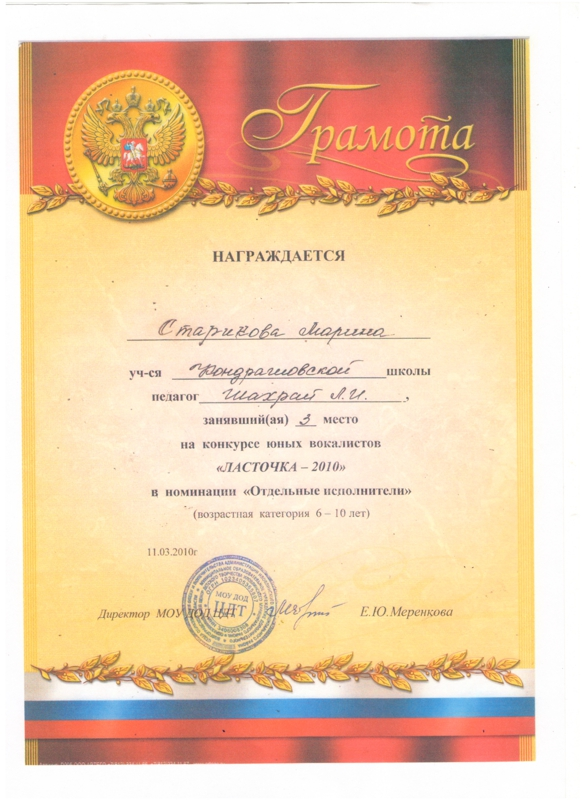 Грамота
НАГРАЖДАЕТСЯ
Старикова Марина
уч-ся Кондрашовской школы
педагог Шахрай Л.И. ,
занявший(ая) 3 место
на конкурсе юных вокалистов
«ЛАСТОЧКА – 2010»
в номинации «Отдельные исполнители»
(возрастная категория 6 – 10 лет)
11.03.2010г
МОУ ДОД
ЦДТ
Директор МОУ ДОД ЦДТ Е.Ю.Меренкова